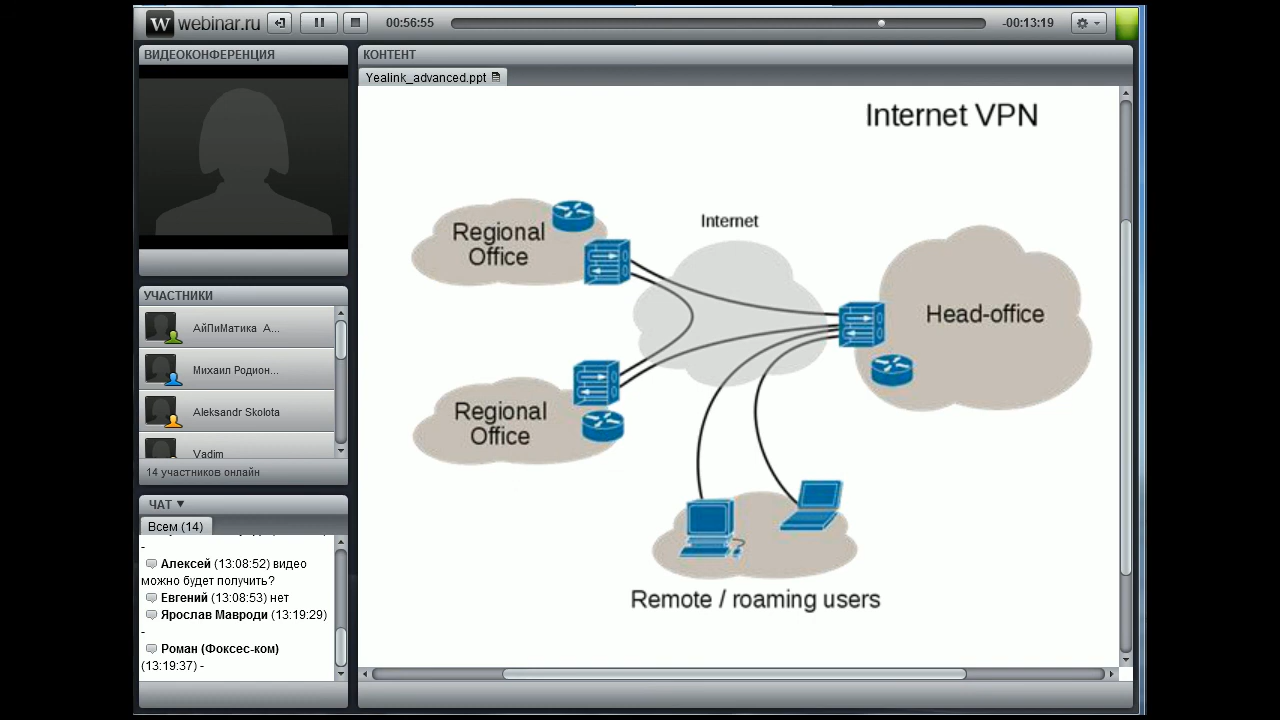 W webinar.ru
00:56:55
-00:13:19
ВИДЕОКОНФЕРЕНЦИЯ
УЧАСТНИКИ
АйПиМатика А...
Михаил Родион...
Aleksandr Skolota
Vadim
14 участников онлайн
ЧАТ
Всем (14)
-
Алексей (13:08:52) видео
можно будет получить?
Евгений (13:08:53) нет
Ярослав Мавроди (13:19:29)
-
Роман (Фоксес-ком)
(13:19:37) -
КОНТЕНТ
Yealink_advanced.ppt
Internet VPN
Regional
Office
Internet
Head-office
Regional
Office
Remote / roaming users